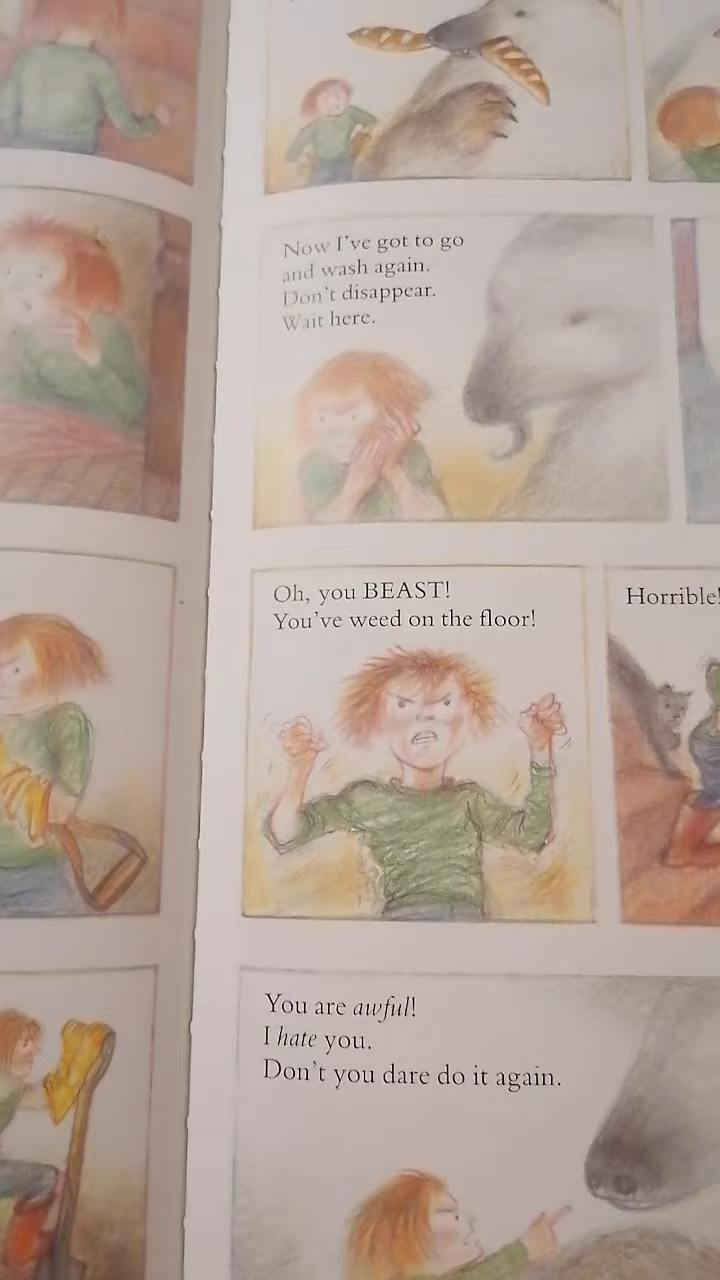 Now I've got to go
and wash again.
Don't disappear.
Wait here.
Oh, you BEAST!
You've weed on the floor!
Horrible!
You are awful!
I hate you.
Don't you dare do it again.